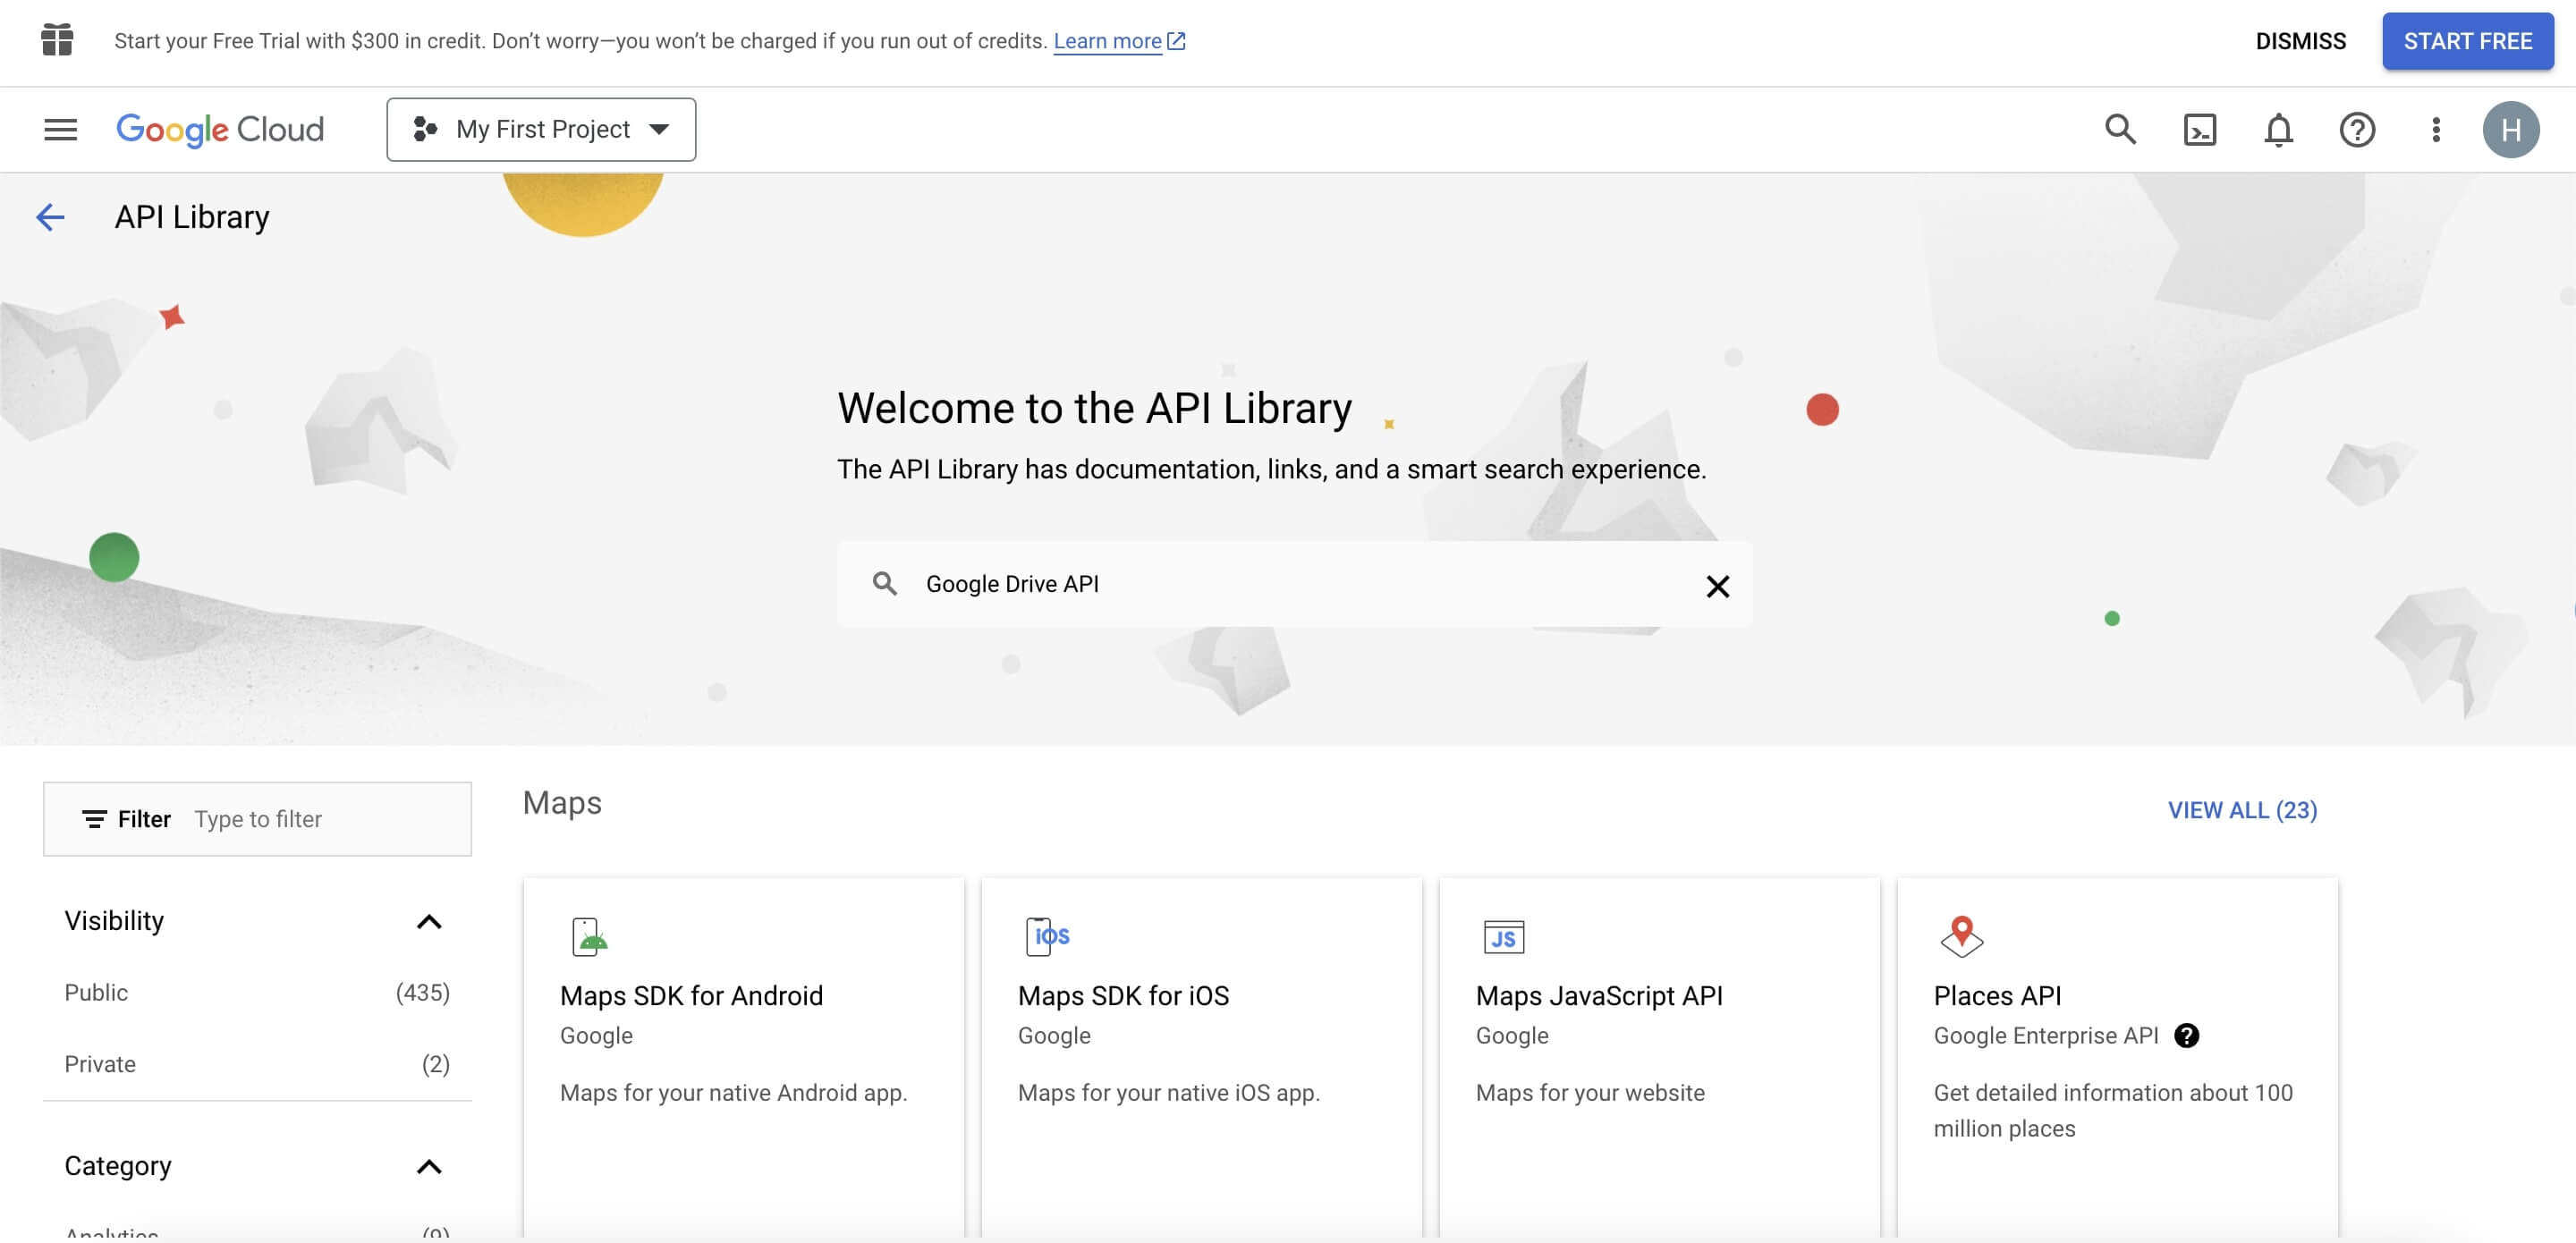 Start your Free Trial with $300 in credit. Don’t worry—you won’t be charged if you run out of credits. Learn more
DISMISS
START FREE
Google Cloud
My First Project
H
API Library
Welcome to the API Library
The API Library has documentation, links, and a smart search experience.
Google Drive API
Filter Type to filter
Visibility
Public (435)
Private (2)
Category
Analytics (9)
Maps
VIEW ALL (23)
Maps SDK for Android
Google
Maps for your native Android app.
iOS
Maps SDK for iOS
Google
Maps for your native iOS app.
JS
Maps JavaScript API
Google
Maps for your website
Places API
Google Enterprise API
Get detailed information about 100
million places